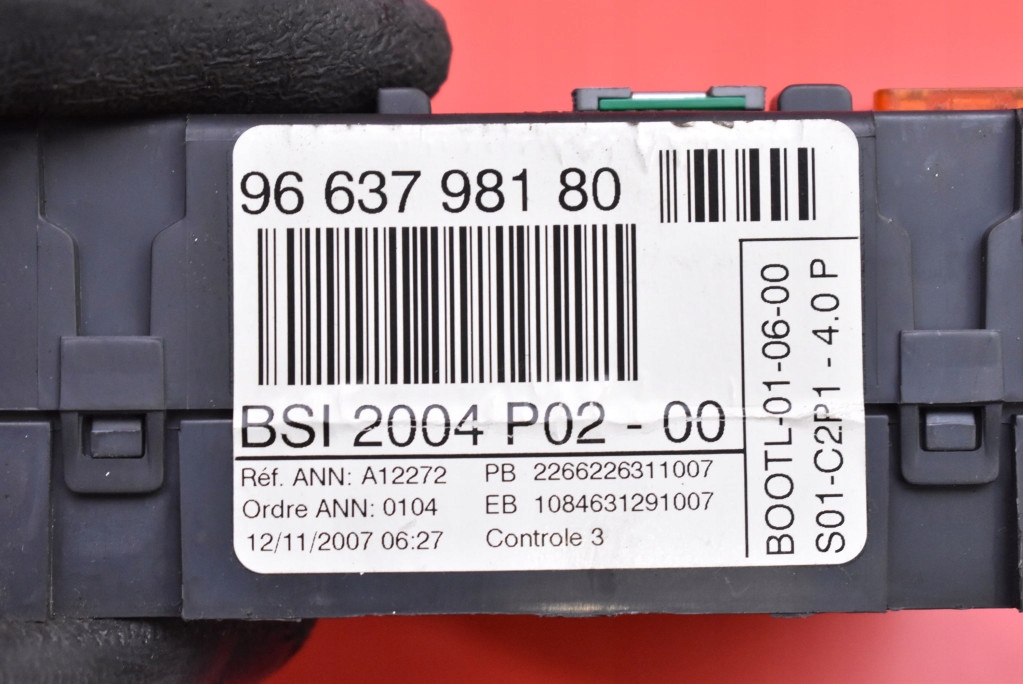 96 637 981 80
BSI 2004 P02 - 00
Réf. ANN: A12272 PB 2266226311007
Ordre ANN: 0104 EB 1084631291007
12/11/2007 06:27 Controle 3
BOOTL-01-06-00
S01-C2P1 - 4.0 P